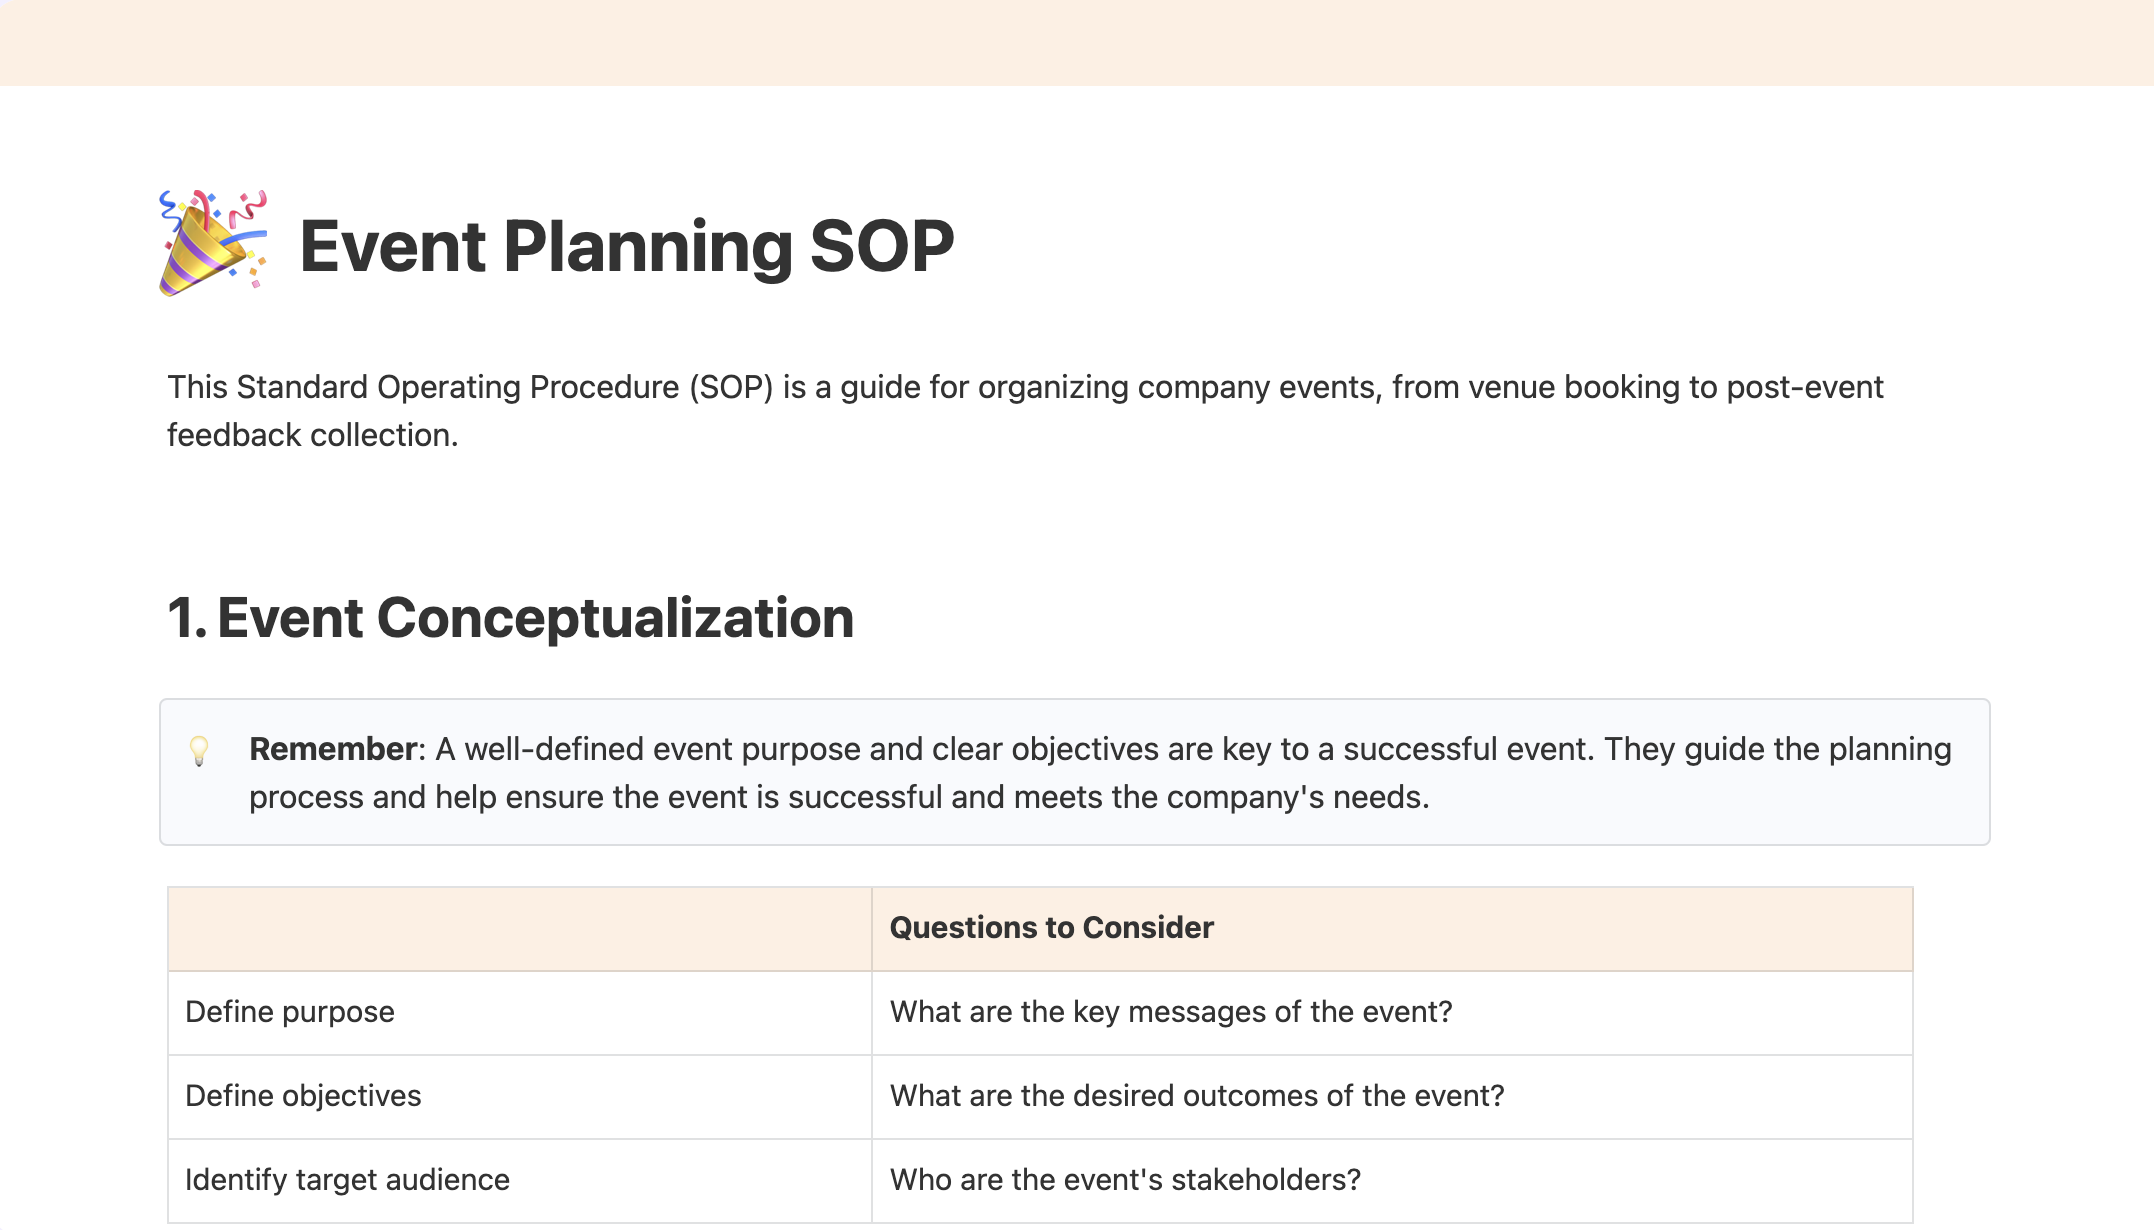 Event Planning SOP
This Standard Operating Procedure (SOP) is a guide for organizing company events, from venue booking to post-event
feedback collection.
1. Event Conceptualization
Remember: A well-defined event purpose and clear objectives are key to a successful event. They guide the planning
process and help ensure the event is successful and meets the company's needs.
Questions to Consider
Define purpose
What are the key messages of the event?
Define objectives
What are the desired outcomes of the event?
Identify target audience
Who are the event's stakeholders?